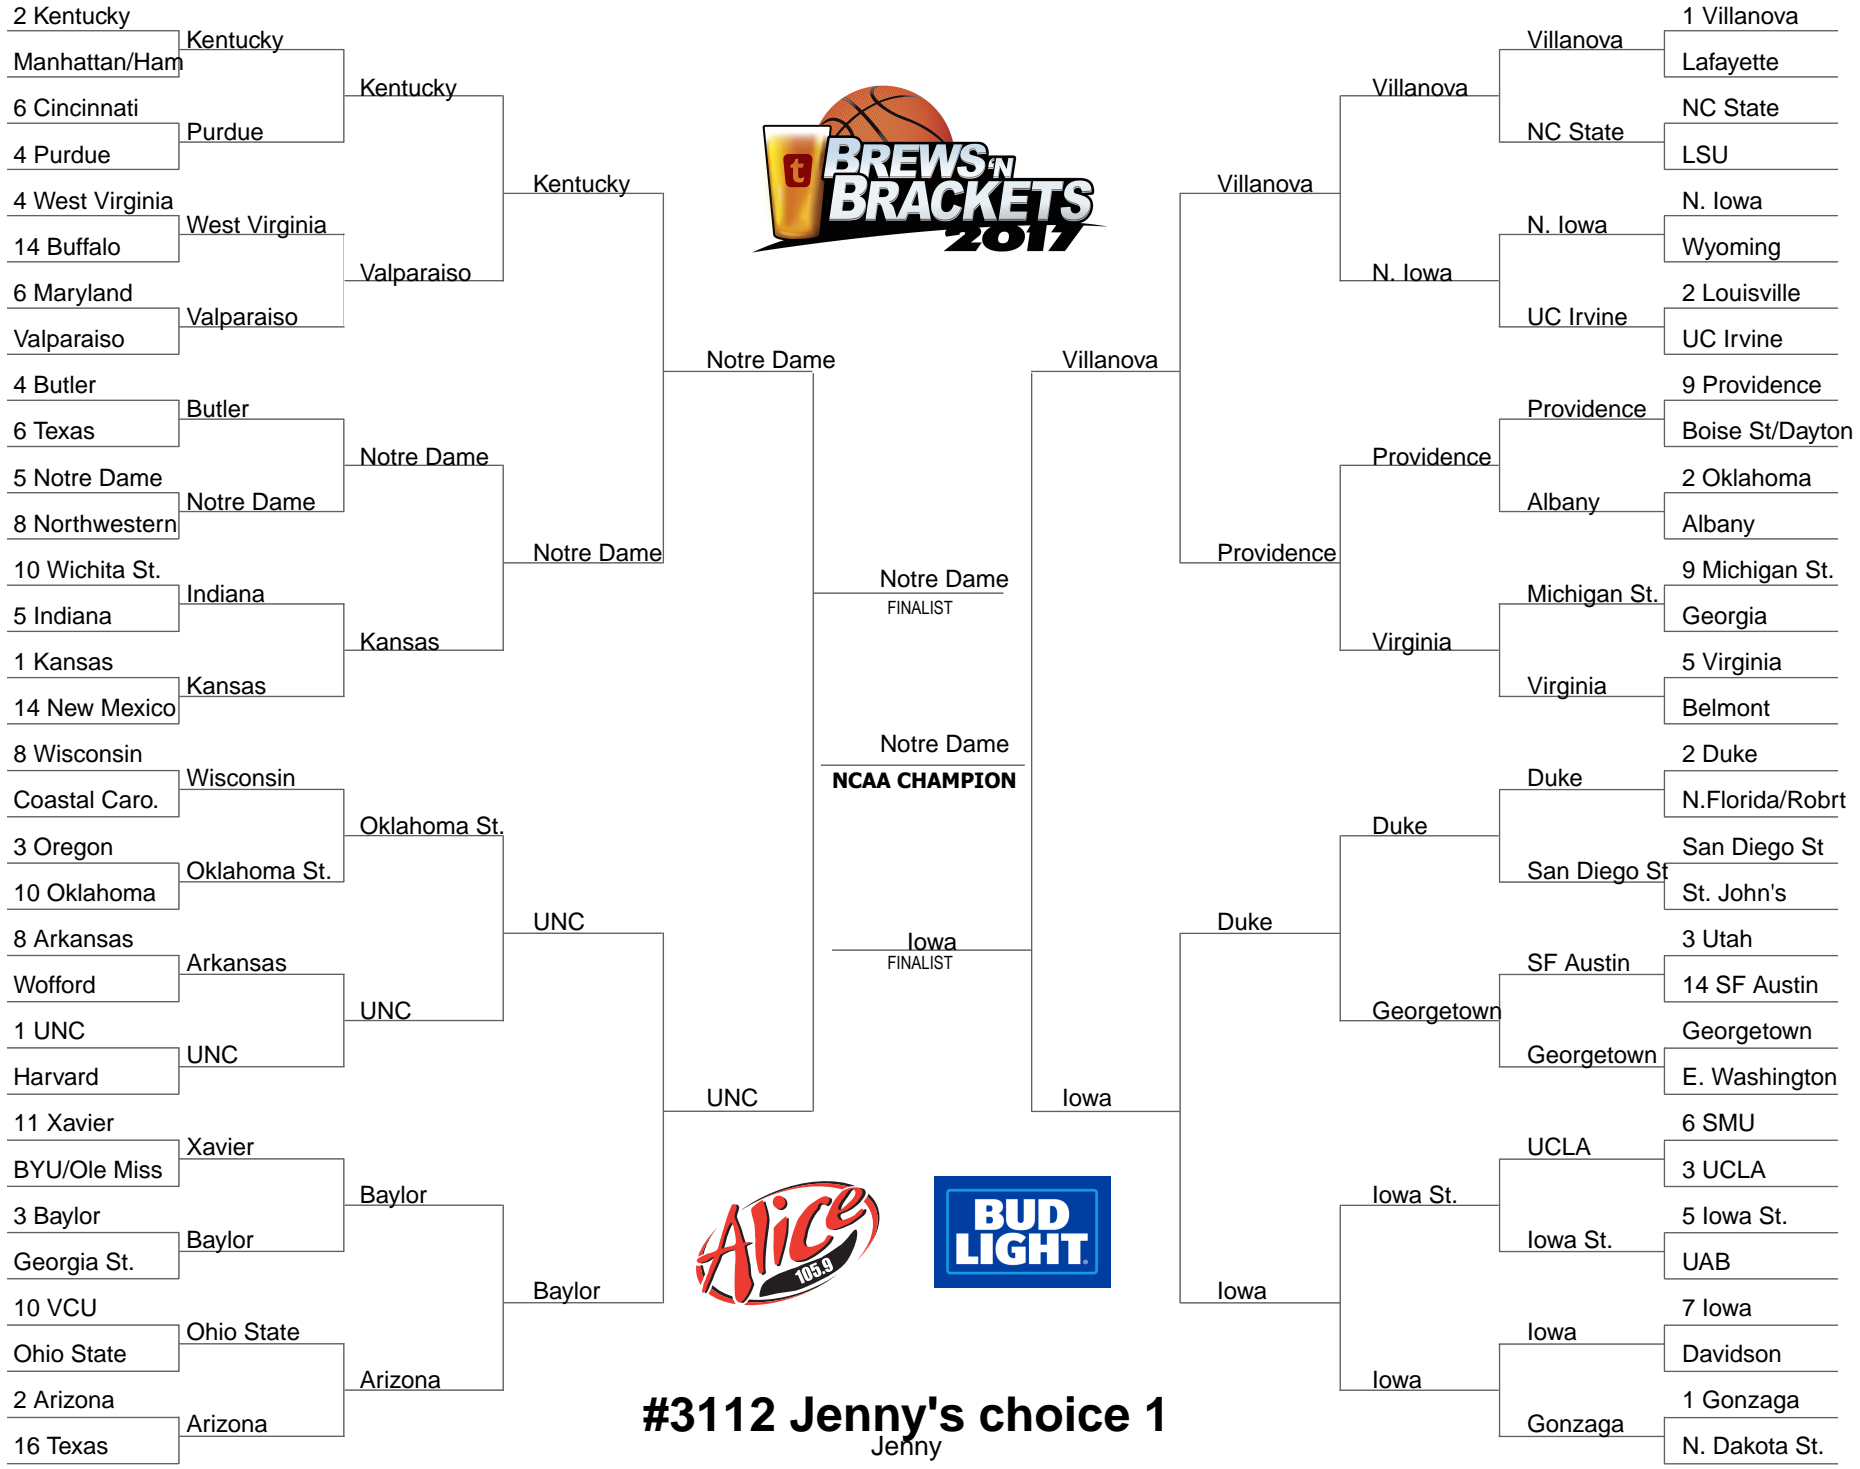 2 Kentucky
Manhattan/Ham
6 Cincinnati
4 Purdue
4 West Virginia
14 Buffalo
6 Maryland
Valparaiso
4 Butler
6 Texas
5 Notre Dame
8 Northwestern
10 Wichita St.
5 Indiana
1 Kansas
14 New Mexico
8 Wisconsin
Coastal Caro.
3 Oregon
10 Oklahoma
8 Arkansas
Wofford
1 UNC
Harvard
11 Xavier
BYU/Ole Miss
3 Baylor
Georgia St.
10 VCU
Ohio State
2 Arizona
16 Texas
Kentucky
Purdue
West Virginia
Valparaiso
Butler
Notre Dame
Indiana
Kansas
Wisconsin
Oklahoma St.
Arkansas
UNC
Xavier
Baylor
Ohio State
Arizona
Kentucky
Valparaiso
Notre Dame
Kansas
Oklahoma St.
UNC
Baylor
Arizona
Kentucky
Notre Dame
UNC
Baylor
Notre Dame
UNC
t
BREWS 'N
BRACKETS
2017
Notre Dame
FINALIST
Notre Dame
NCAA CHAMPION
Iowa
FINALIST
Alice
105.9
BUD
LIGHT
#3112 Jenny's choice 1
Jenny
Villanova
Iowa
Villanova
Providence
Duke
Iowa
Villanova
N. Iowa
Providence
Virginia
Duke
Georgetown
Iowa St.
Iowa
Villanova
NC State
N. Iowa
UC Irvine
Providence
Albany
Michigan St.
Virginia
Duke
San Diego St
SF Austin
Georgetown
UCLA
Iowa St.
Iowa
Gonzaga
1 Villanova
Lafayette
NC State
LSU
N. Iowa
Wyoming
2 Louisville
UC Irvine
9 Providence
Boise St/Dayton
2 Oklahoma
Albany
9 Michigan St.
Georgia
5 Virginia
Belmont
2 Duke
N.Florida/Robrt
San Diego St
St. John's
3 Utah
14 SF Austin
Georgetown
E. Washington
6 SMU
3 UCLA
5 Iowa St.
UAB
7 Iowa
Davidson
1 Gonzaga
N. Dakota St.